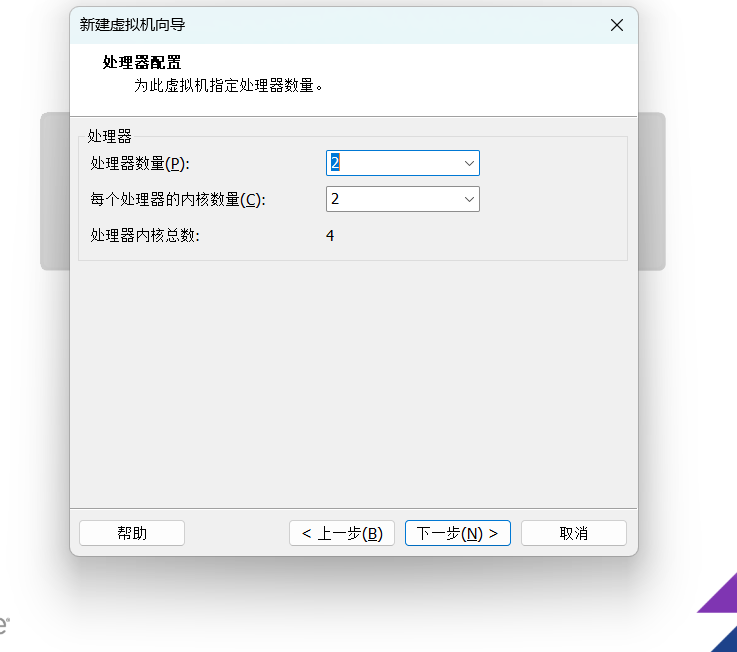 新建虚拟机向导
处理器配置
为此虚拟机指定处理器数量。
处理器
处理器数量(P):
2
每个处理器的内核数量(C):
2
处理器内核总数:
4
帮助
< 上一步(B)
下一步(N) >
取消